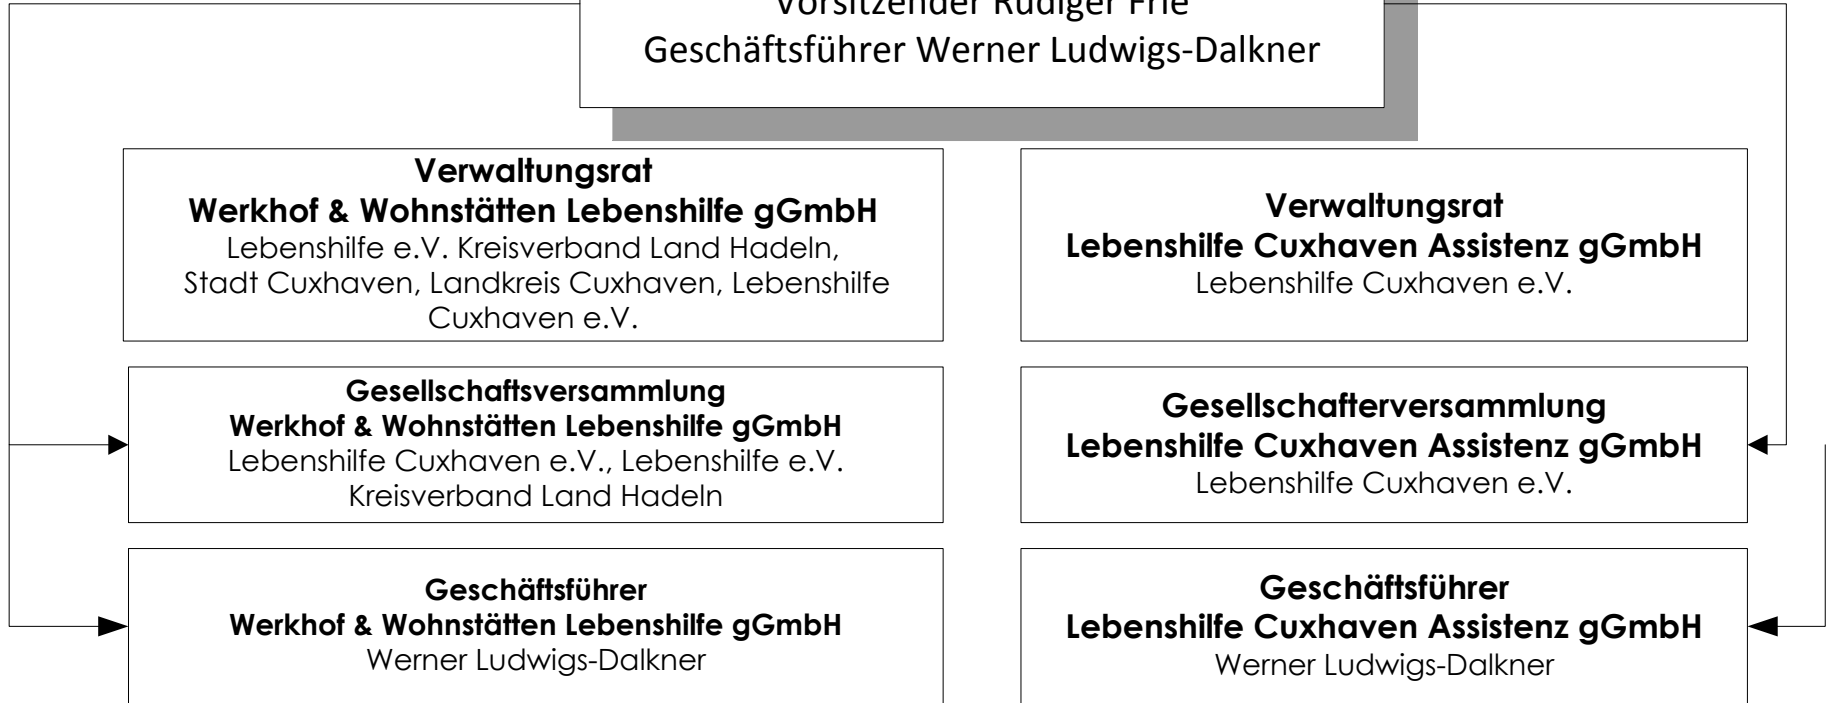 Vorsitzender Rüdiger Frie
Geschäftsführer Werner Ludwigs-Dalkner
Verwaltungsrat
Werkhof & Wohnstätten Lebenshilfe gGmbH
Lebenshilfe e.V. Kreisverband Land Hadeln,
Stadt Cuxhaven, Landkreis Cuxhaven, Lebenshilfe
Cuxhaven e.V.
Verwaltungsrat
Lebenshilfe Cuxhaven Assistenz gGmbH
Lebenshilfe Cuxhaven e.V.
Gesellschaftsversammlung
Werkhof & Wohnstätten Lebenshilfe gGmbH
Lebenshilfe Cuxhaven e.V., Lebenshilfe e.V.
Kreisverband Land Hadeln
Gesellschafterversammlung
Lebenshilfe Cuxhaven Assistenz gGmbH
Lebenshilfe Cuxhaven e.V.
Geschäftsführer
Werkhof & Wohnstätten Lebenshilfe gGmbH
Werner Ludwigs-Dalkner
Geschäftsführer
Lebenshilfe Cuxhaven Assistenz gGmbH
Werner Ludwigs-Dalkner